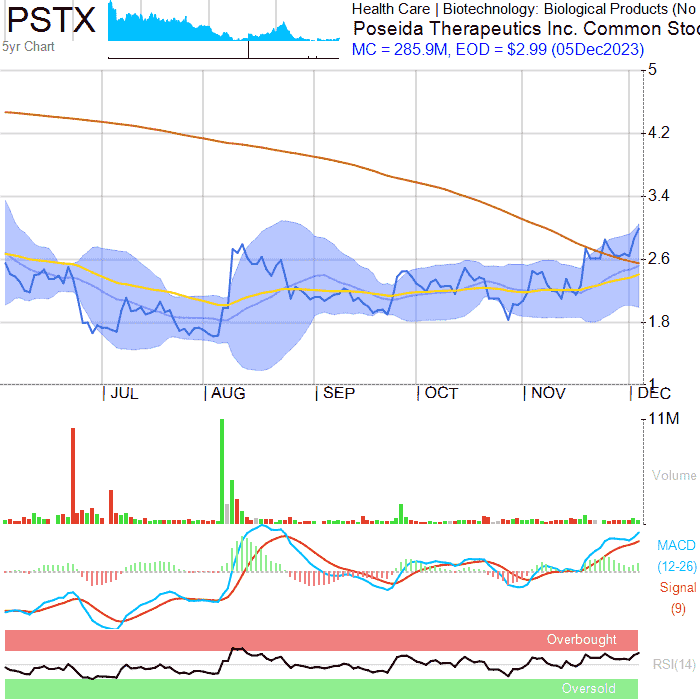 PSTX
5yr Chart
Health Care | Biotechnology: Biological Products (No
Poseida Therapeutics Inc. Common Stoc
MC = 285.9M, EOD = $2.99 (05Dec2023)
5
4.2
3.4
2.6
1.8
1
| JUL | AUG | SEP | OCT | NOV | DEC
11M
Volume
MACD
(12-26)
Signal
(9)
Overbought
RSI(14)
Oversold